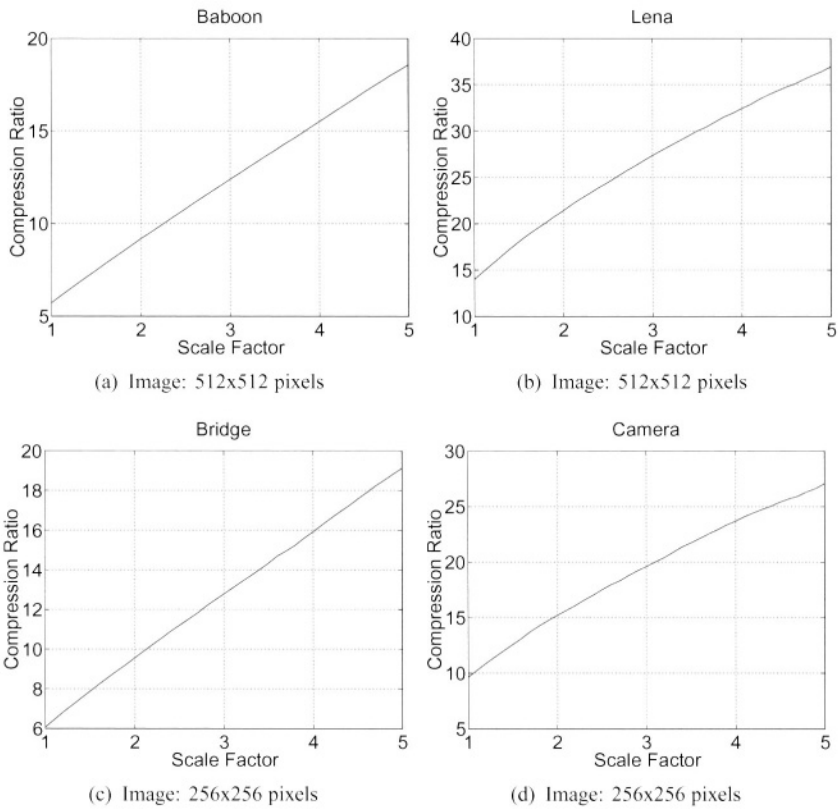 Baboon
20
15
10
5
1 2 3 4 5
Compression Ratio
Scale Factor
(a) Image: 512x512 pixels
Lena
40
35
30
25
20
15
10
1 2 3 4 5
Compression Ratio
Scale Factor
(b) Image: 512x512 pixels
Bridge
20
18
16
14
12
10
8
6
1 2 3 4 5
Compression Ratio
Scale Factor
(c) Image: 256x256 pixels
Camera
30
25
20
15
10
5
1 2 3 4 5
Compression Ratio
Scale Factor
(d) Image: 256x256 pixels